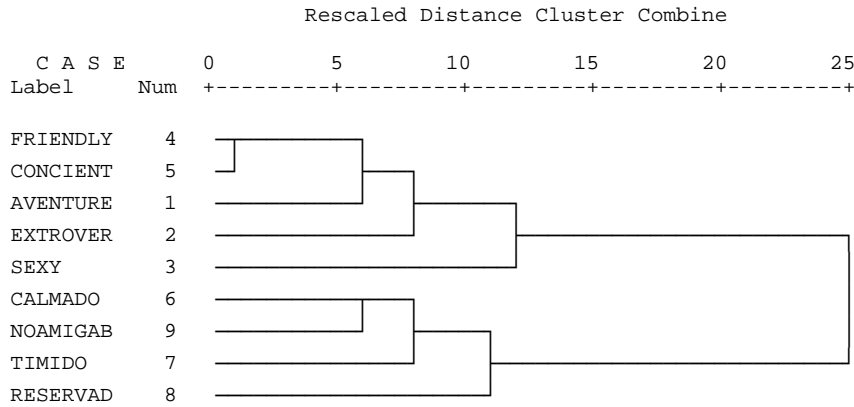 Rescaled Distance Cluster Combine
C A S E 0 5 10 15 20 25
Label Num +---------+---------+---------+---------+---------+
FRIENDLY 4
CONCIENT 5
AVENTURE 1
EXTROVER 2
SEXY 3
CALMADO 6
NOAMIGAB 9
TIMIDO 7
RESERVAD 8